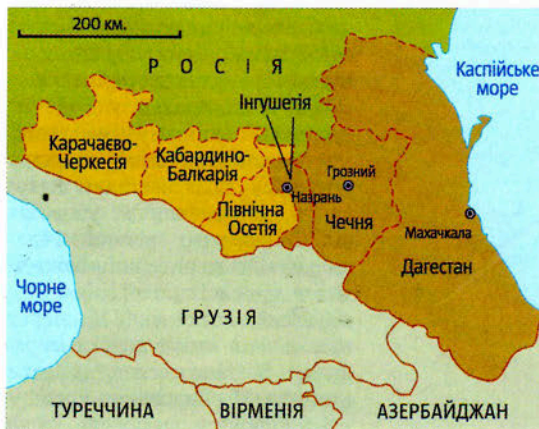 200 км.
РОСІЯ
Каспійське
море
Інгушетія
Карачаєво-
Черкесія
Кабардино-
Балкарія
Грозний
Назрань
Північна
Осетія
Чечня
Махачкала
Дагестан
Чорне
море
ГРУЗІЯ
ТУРЕЧЧИНА
ВІРМЕНІЯ
АЗЕРБАЙДЖАН